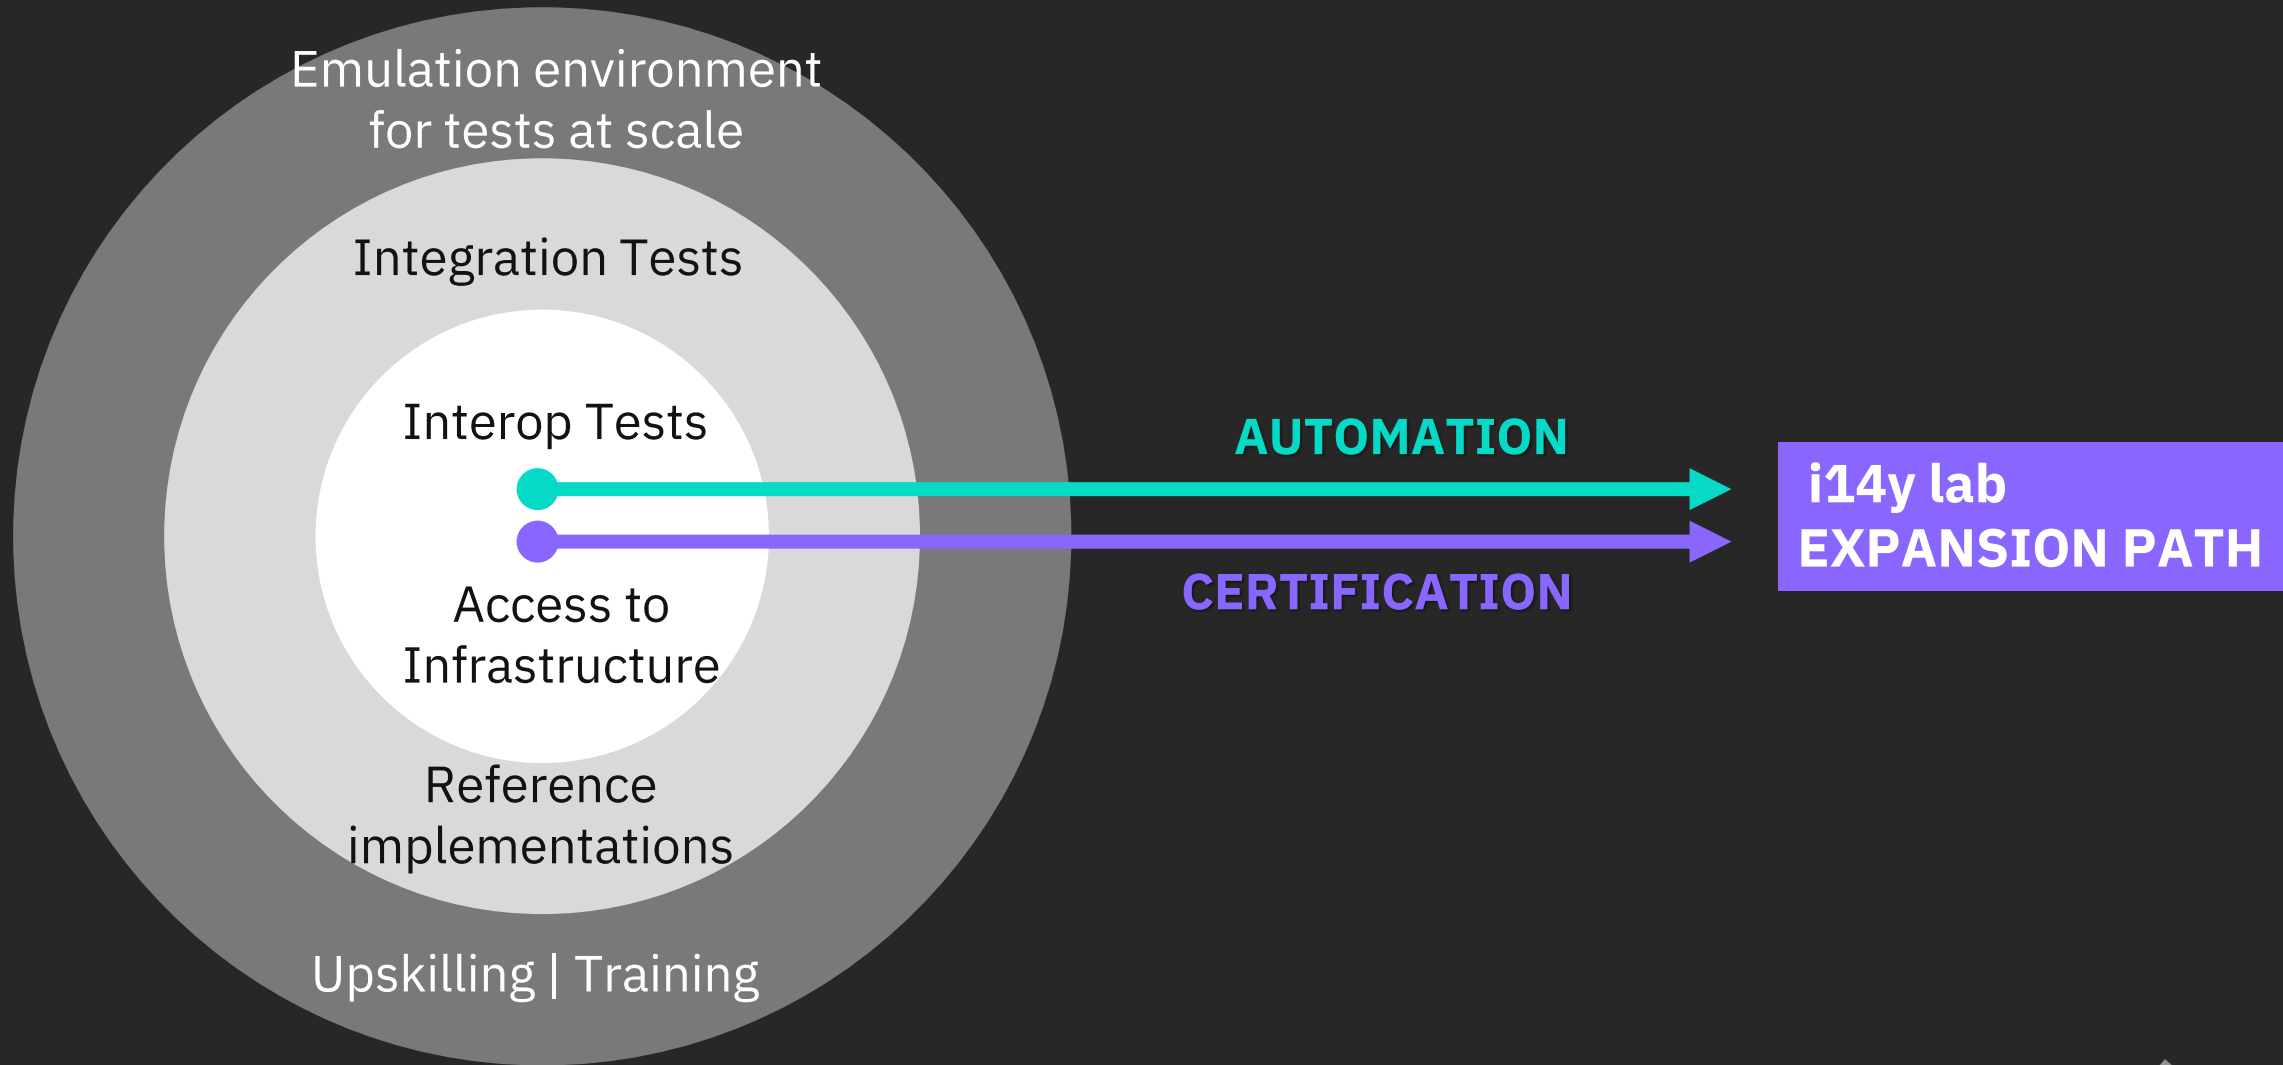 Emulation environment
for tests at scale
Integration Tests
Interop Tests
AUTOMATION
i14y lab
EXPANSION PATH
CERTIFICATION
Access to
Infrastructure
Reference
implementations
Upskilling | Training